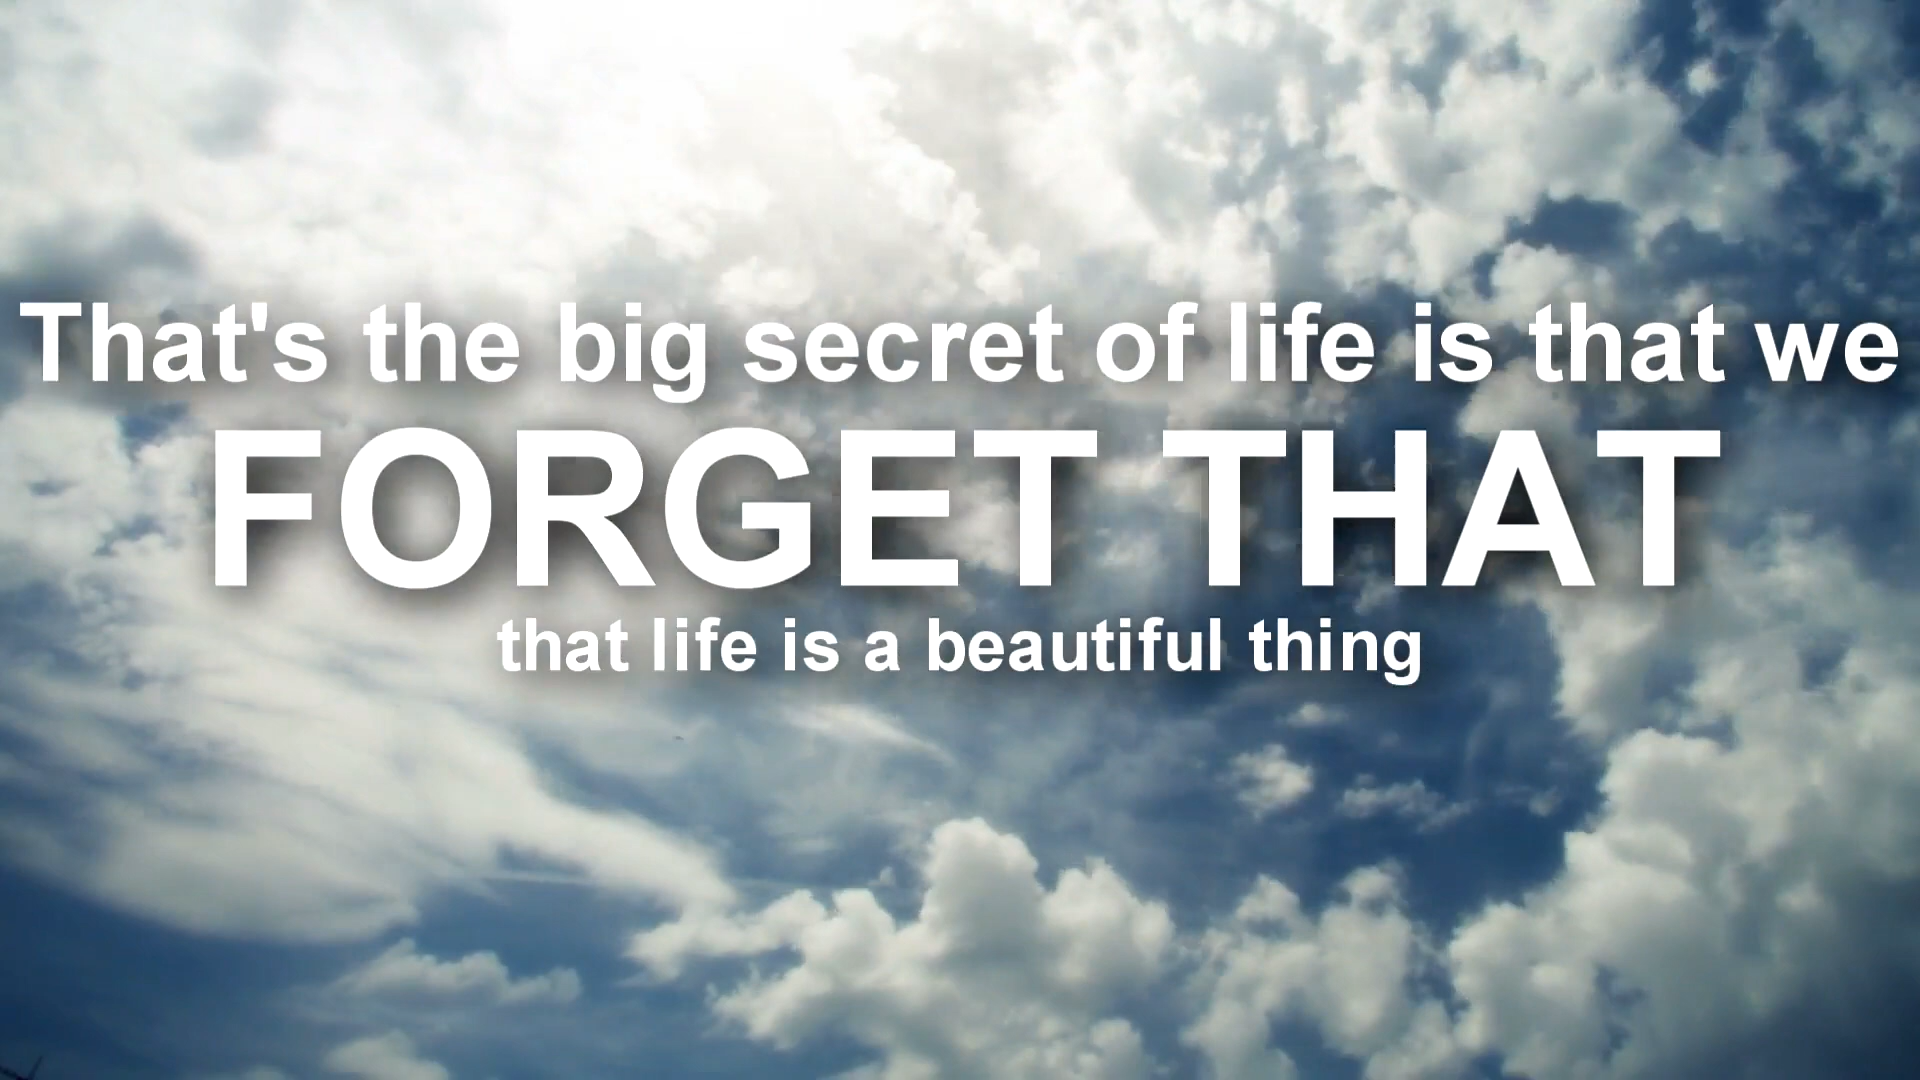 That's the big secret of life is that we
FORGET THAT
that life is a beautiful thing